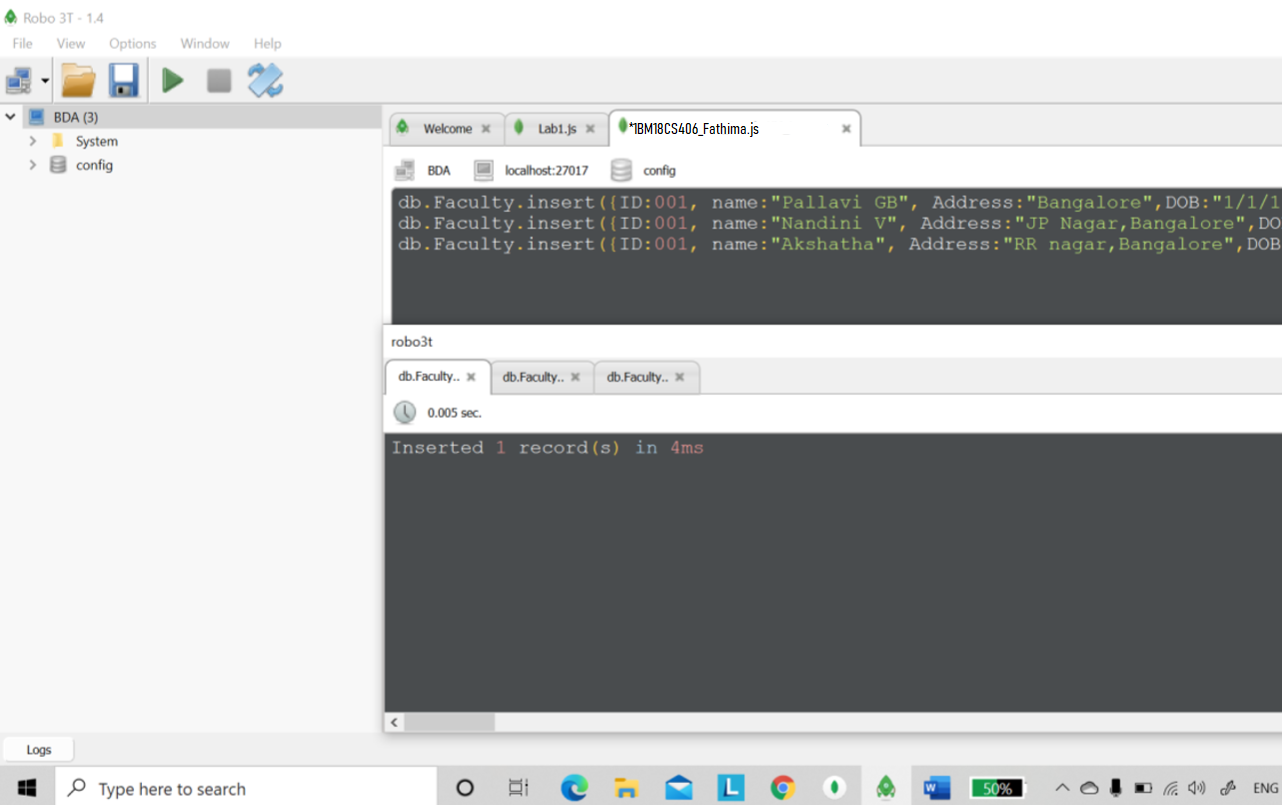 Robo 3T - 1.4
File View Options Window Help
BDA (3)
System
config
Welcome Lab1.js *1BM18CS406_Fathima.js
BDA localhost:27017 config
db.Faculty.insert({ID:001, name:"Pallavi GB", Address:"Bangalore",DOB:"1/1/1
db.Faculty.insert({ID:001, name:"Nandini V", Address:"JP Nagar,Bangalore",DO
db.Faculty.insert({ID:001, name:"Akshatha", Address:"RR nagar,Bangalore",DOB
robo3t
db.Faculty.. db.Faculty.. db.Faculty..
0.005 sec.
Inserted 1 record(s) in 4ms
Logs
Type here to search
L W 50% ENG